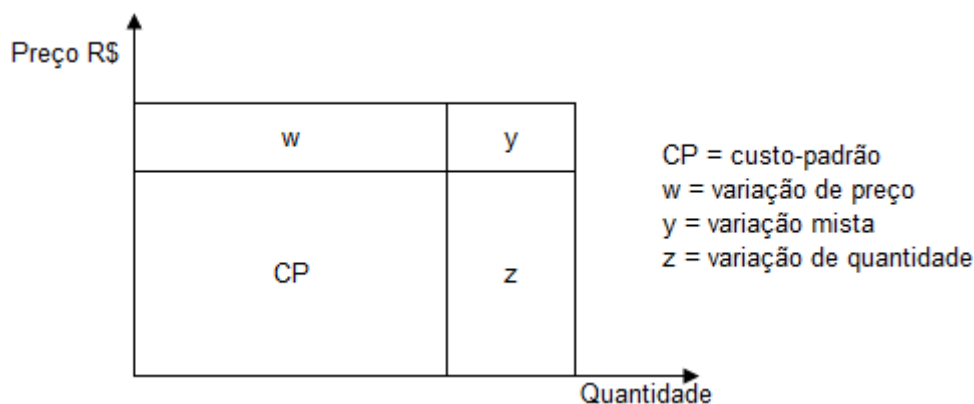 Preço R$
w
y
CP
z
Quantidade
CP = custo-padrão
w = variação de preço
y = variação mista
z = variação de quantidade